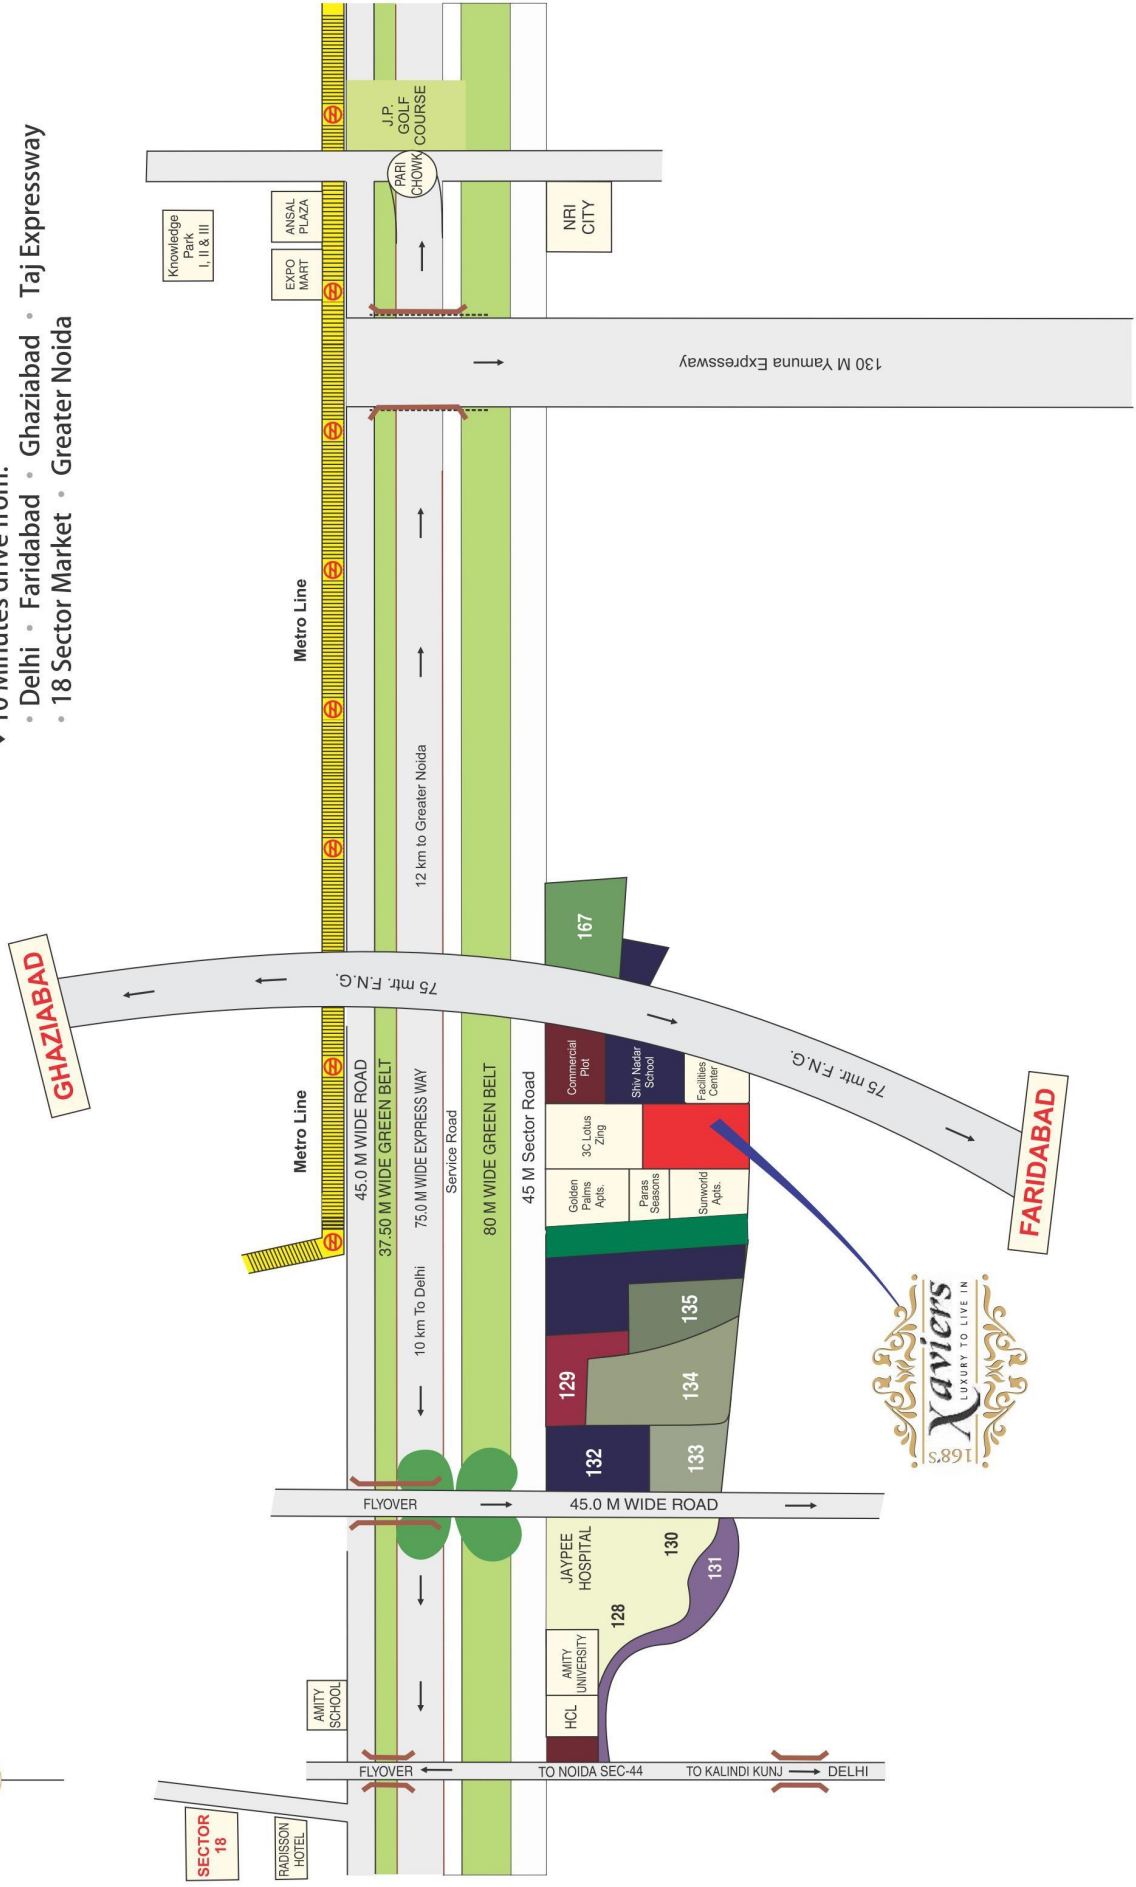 10 Minutes drive from:
• Delhi • Faridabad • Ghaziabad • Taj Expressway
• 18 Sector Market • Greater Noida
GHAZIABAD
SECTOR
18
RADISSON
HOTEL
AMITY
SCHOOL
Metro Line
Metro Line
Knowledge
Park
I, II & III
EXPO
MART
ANSAL
PLAZA
J.P.
GOLF
COURSE
PARI
CHOWK
NRI
CITY
45.0 M WIDE ROAD
37.50 M WIDE GREEN BELT
10 km To Delhi
75.0 M WIDE EXPRESS WAY
12 km to Greater Noida
Service Road
80 M WIDE GREEN BELT
45 M Sector Road
75 mtr. F.N.G.
75 mtr. F.N.G.
130 M Yamuna Expressway
FLYOVER
TO NOIDA SEC-44
TO KALINDI KUNJ
DELHI
FLYOVER
45.0 M WIDE ROAD
HCL
AMITY
UNIVERSITY
JAYPEE
HOSPITAL
128
130
131
132
133
129
134
135
Golden
Palms
Apts.
Paras
Seasons
Sunworld
Apts.
3C Lotus
Zing
Commercial
Plot
Shiv Nadar
School
Facilities
Center
167
168'S
Xaviers
LUXURY TO LIVE IN
FARIDABAD